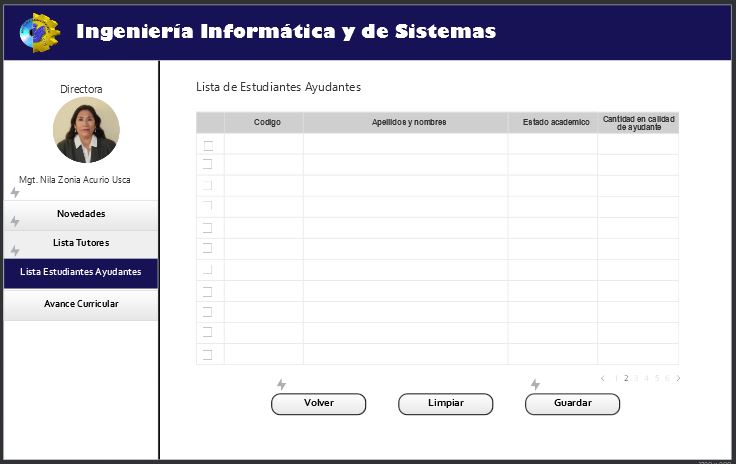 Ingeniería Informática y de Sistemas
Directora
Mgt. Nila Zonia Acurio Usca
Novedades
Lista Tutores
Lista Estudiantes Ayudantes
Avance Curricular
Lista de Estudiantes Ayudantes
Codigo Apellidos y nombres Estado academico Cantidad en calidad
de ayudante
< 1 2 3 4 5 6 >
Volver Limpiar Guardar